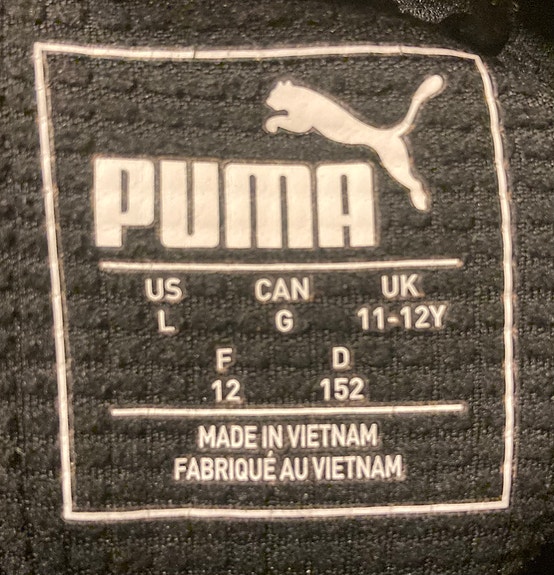 PUMA
US CAN UK
L G 11-12Y
F D
12 152
MADE IN VIETNAM
FABRIQUÉ AU VIETNAM